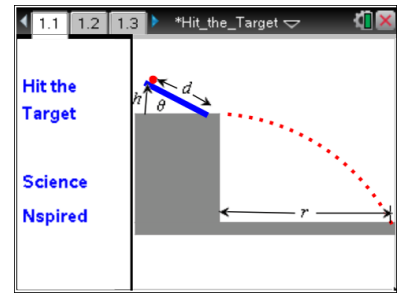 1.1 1.2 1.3 *Hit_the_Target
Hit the
Target
Science
Nspired
d
h
θ
r